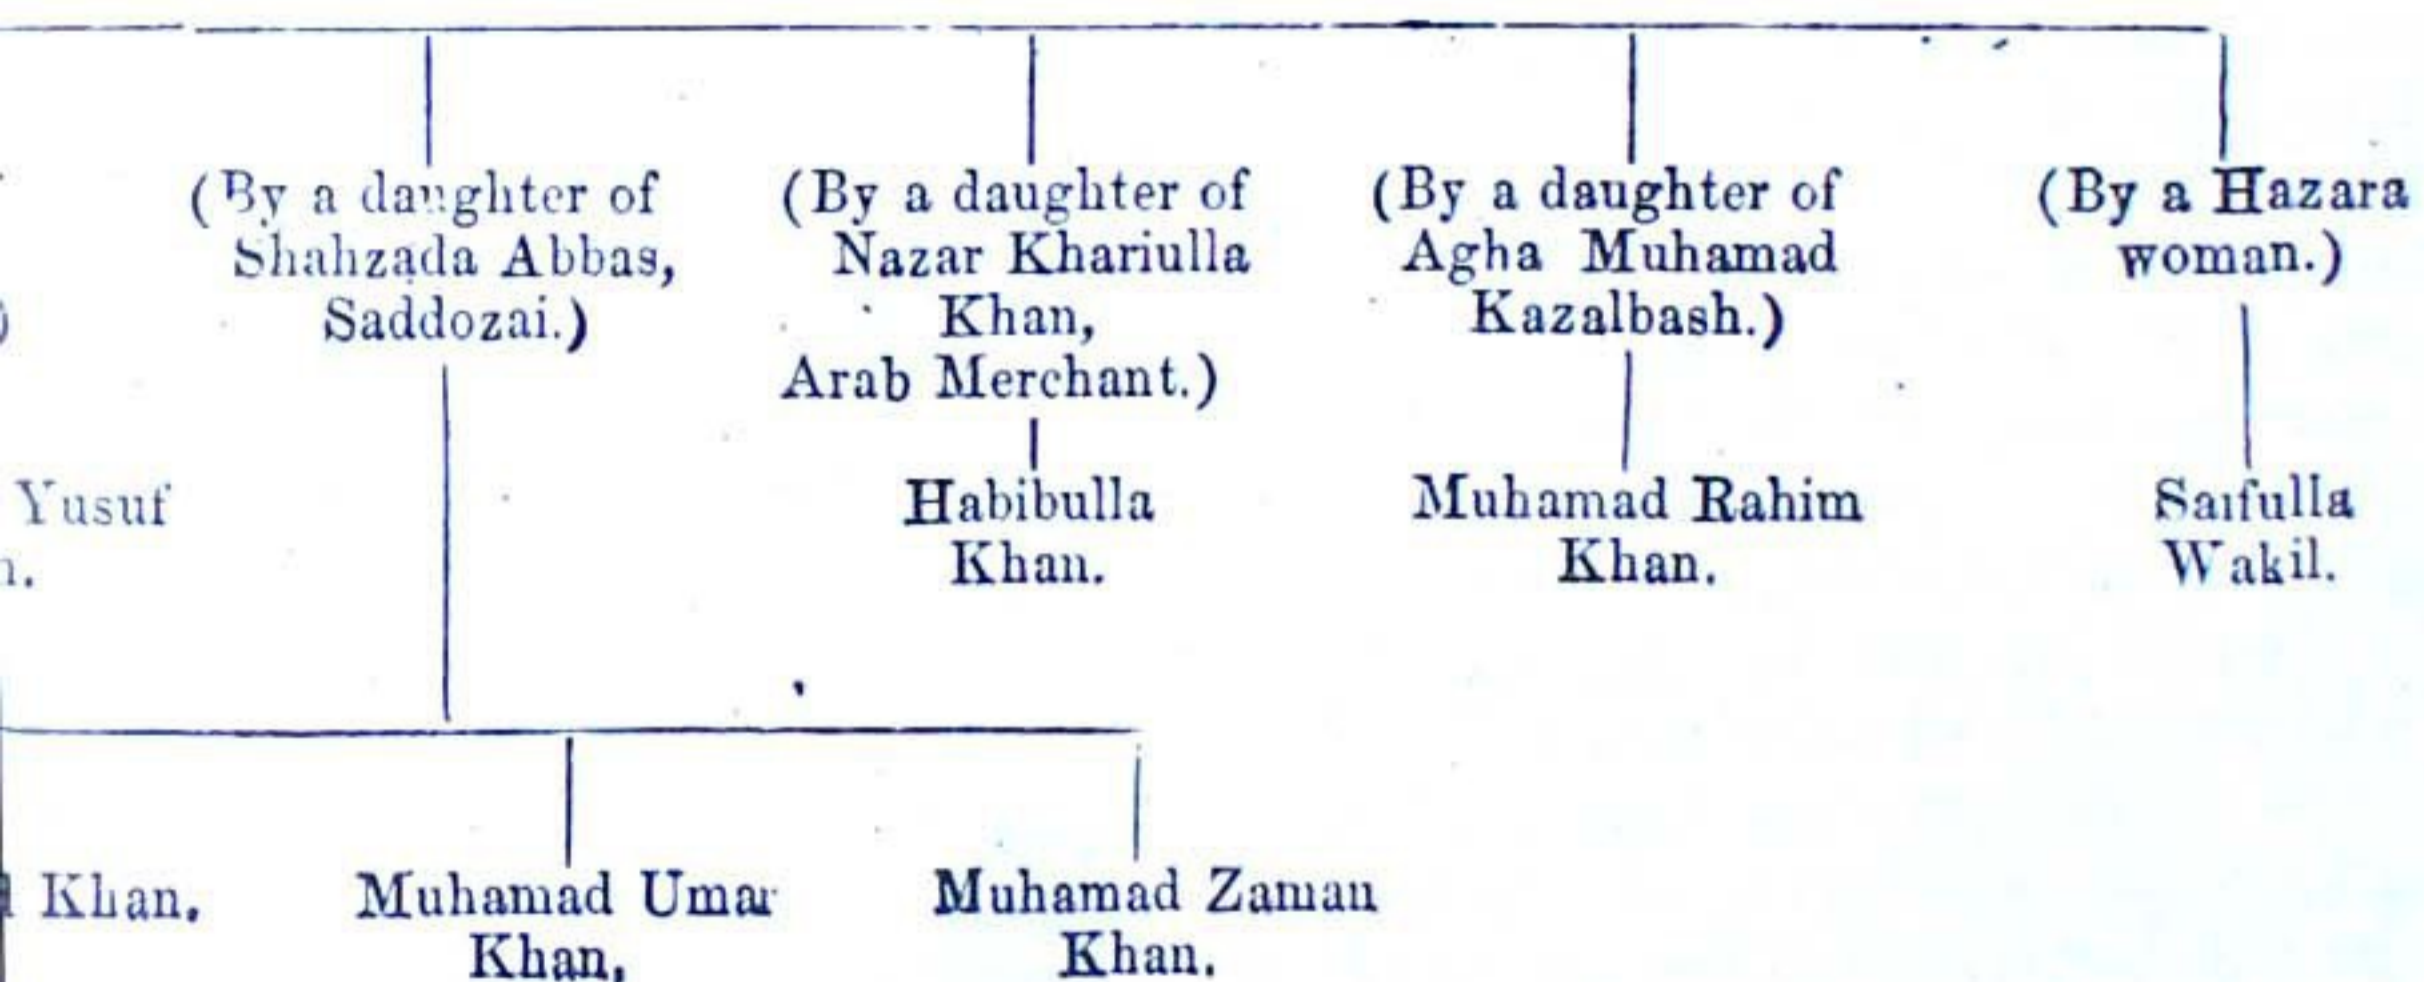 (By a daughter of
Shahzada Abbas,
Saddozai.)
(By a daughter of
Nazar Khariulla
Khan,
Arab Merchant.)
(By a daughter of
Agha Muhamad
Kazalbash.)
(By a Hazara
woman.)
Yusuf
Habibulla
Khan.
Muhamad Rahim
Khan.
Saifulla
Wakil.
Khan.
Muhamad Umar
Khan,
Muhamad Zaman
Khan.